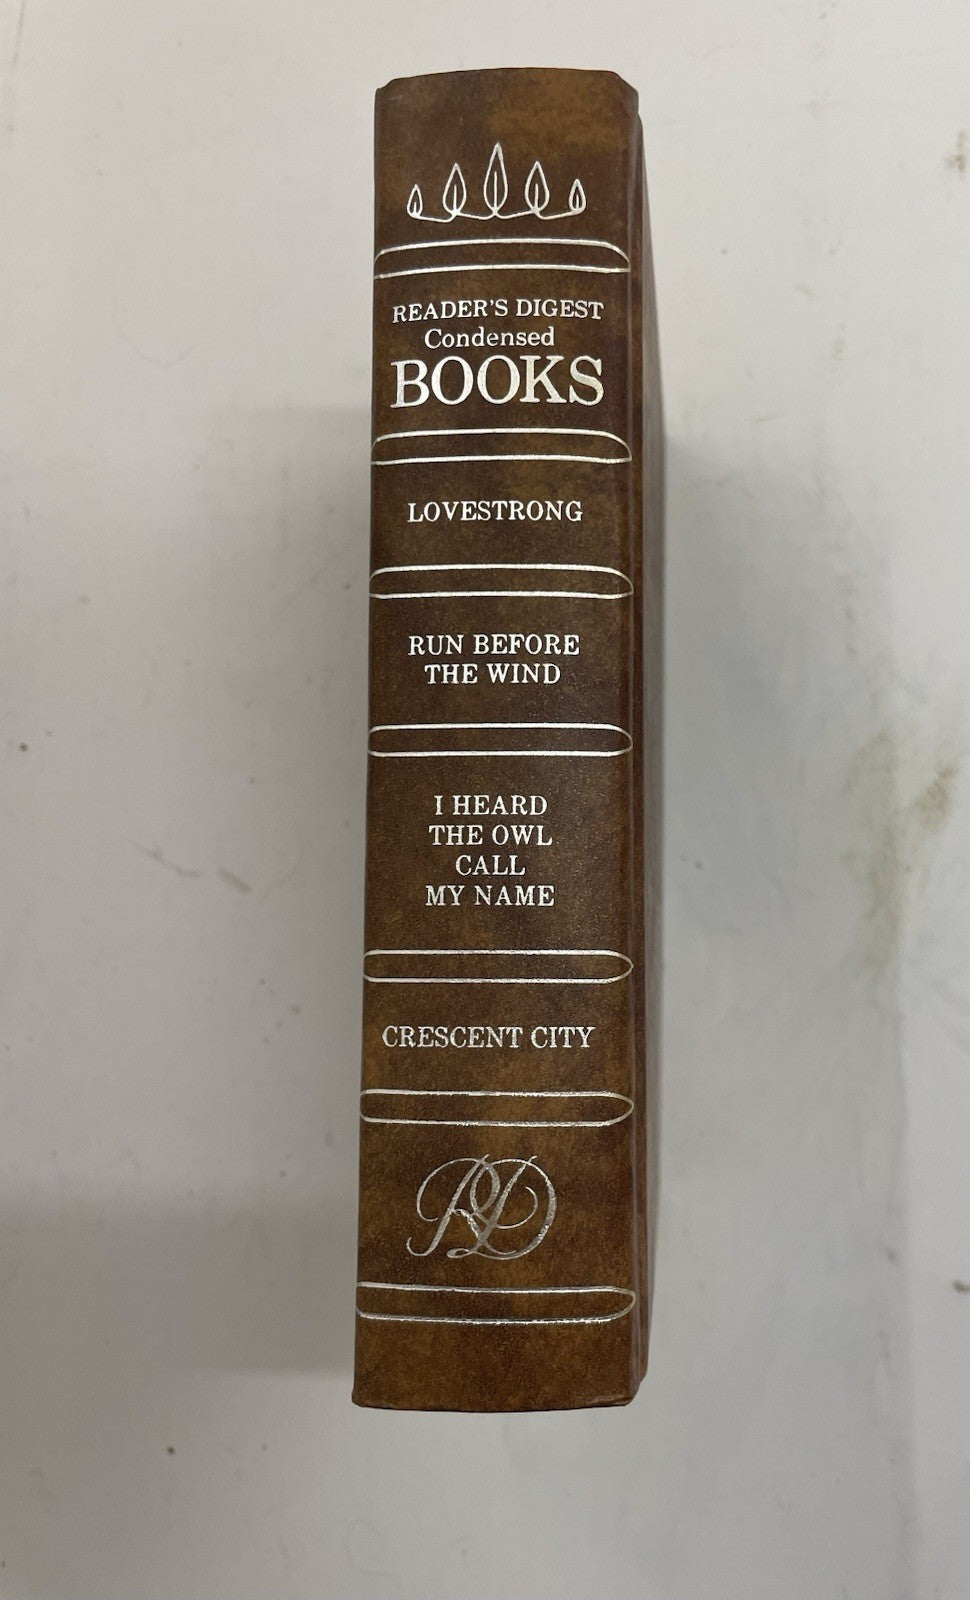 READER'S DIGEST
Condensed
BOOKS
LOVESTRONG
RUN BEFORE
THE WIND
I HEARD
THE OWL
CALL
MY NAME
CRESCENT CITY
RD